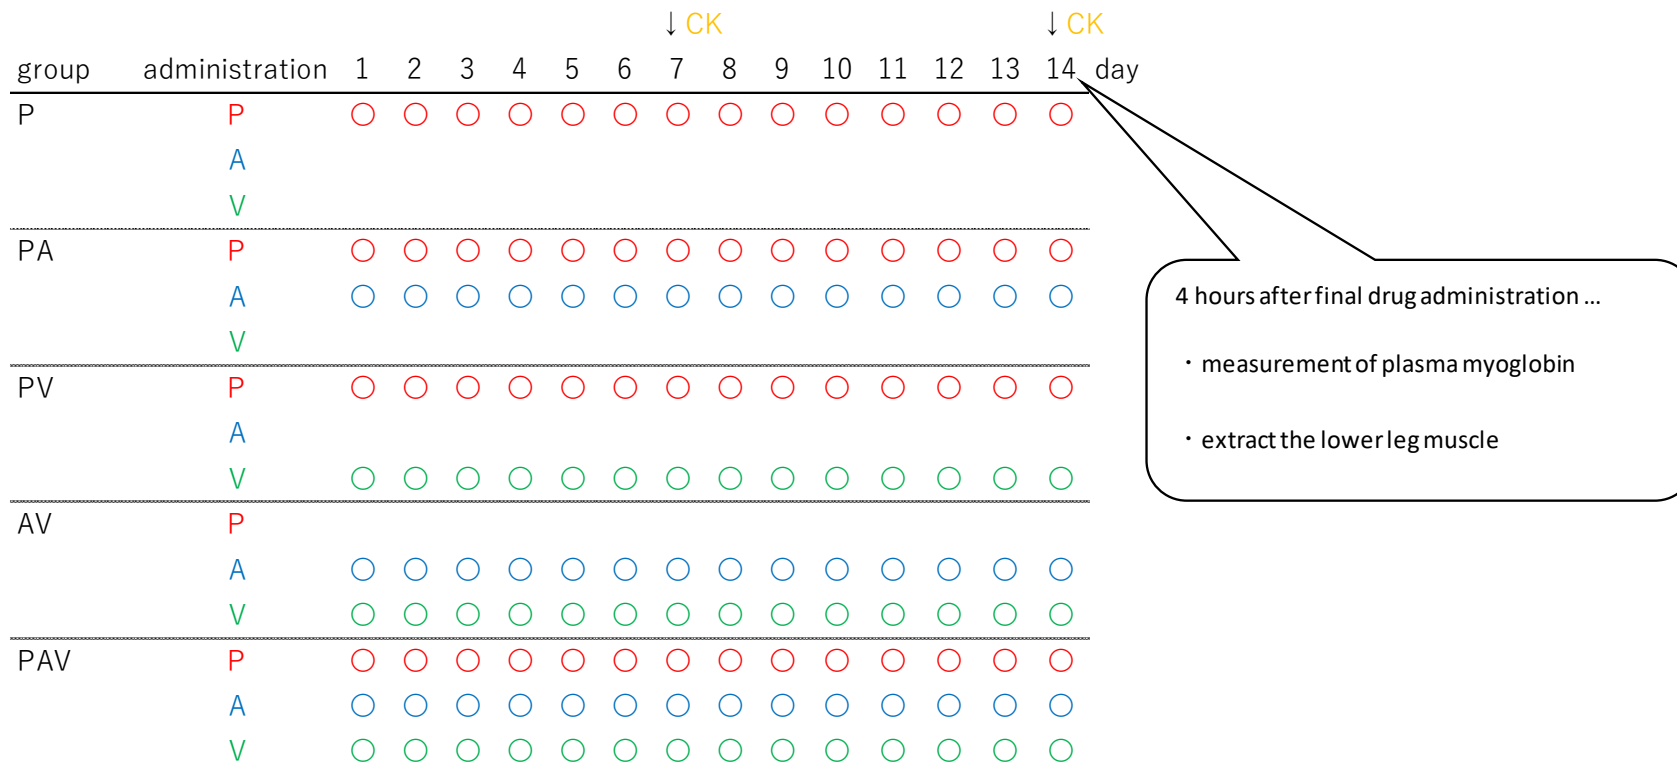 ↓ CK ↓ CK
group administration 1 2 3 4 5 6 7 8 9 10 11 12 13 14 day
P P ○ ○ ○ ○ ○ ○ ○ ○ ○ ○ ○ ○ ○ ○
A
V
PA P ○ ○ ○ ○ ○ ○ ○ ○ ○ ○ ○ ○ ○ ○
A ○ ○ ○ ○ ○ ○ ○ ○ ○ ○ ○ ○ ○ ○
V
PV P ○ ○ ○ ○ ○ ○ ○ ○ ○ ○ ○ ○ ○ ○
A
V ○ ○ ○ ○ ○ ○ ○ ○ ○ ○ ○ ○ ○ ○
AV P
A ○ ○ ○ ○ ○ ○ ○ ○ ○ ○ ○ ○ ○ ○
V ○ ○ ○ ○ ○ ○ ○ ○ ○ ○ ○ ○ ○ ○
PAV P ○ ○ ○ ○ ○ ○ ○ ○ ○ ○ ○ ○ ○ ○
A ○ ○ ○ ○ ○ ○ ○ ○ ○ ○ ○ ○ ○ ○
V ○ ○ ○ ○ ○ ○ ○ ○ ○ ○ ○ ○ ○ ○
4 hours after final drug administration ...
・measurement of plasma myoglobin
・extract the lower leg muscle